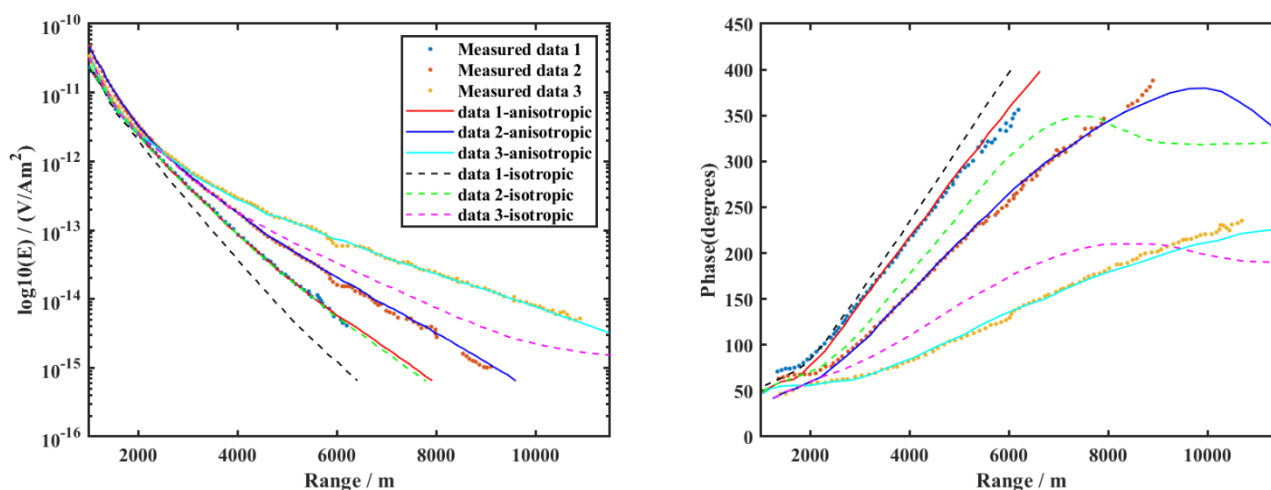 10^-10
10^-11
10^-12
10^-13
10^-14
10^-15
10^-16
log10(E) / (V/Am^2)
2000 4000 6000 8000 10000
Range / m
Measured data 1
Measured data 2
Measured data 3
data 1-anisotropic
data 2-anisotropic
data 3-anisotropic
data 1-isotropic
data 2-isotropic
data 3-isotropic
450
400
350
300
250
200
150
100
50
0
Phase(degrees)
2000 4000 6000 8000 10000
Range / m